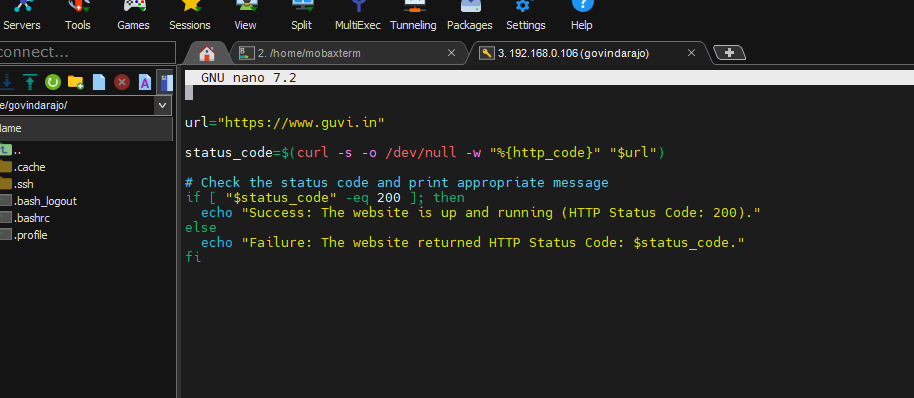 Servers Tools Games Sessions View Split MultiExec Tunneling Packages Settings Help
onnect...
2. /home/mobaxterm
3. 192.168.0.106 (govindarajo)
e/govindarajo/
ame
..
.cache
.ssh
.bash_logout
.bashrc
.profile
GNU nano 7.2
url="https://www.guvi.in"
status_code=$(curl -s -o /dev/null -w "%{http_code}" "$url")
# Check the status code and print appropriate message
if [ "$status_code" -eq 200 ]; then
  echo "Success: The website is up and running (HTTP Status Code: 200)."
else
  echo "Failure: The website returned HTTP Status Code: $status_code."
fi